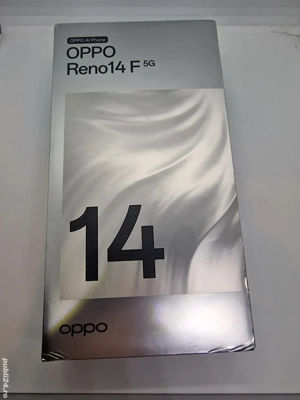 OPPO AI Phone
OPPO
Reno14 F 5G
14
oppo
publi24.ro